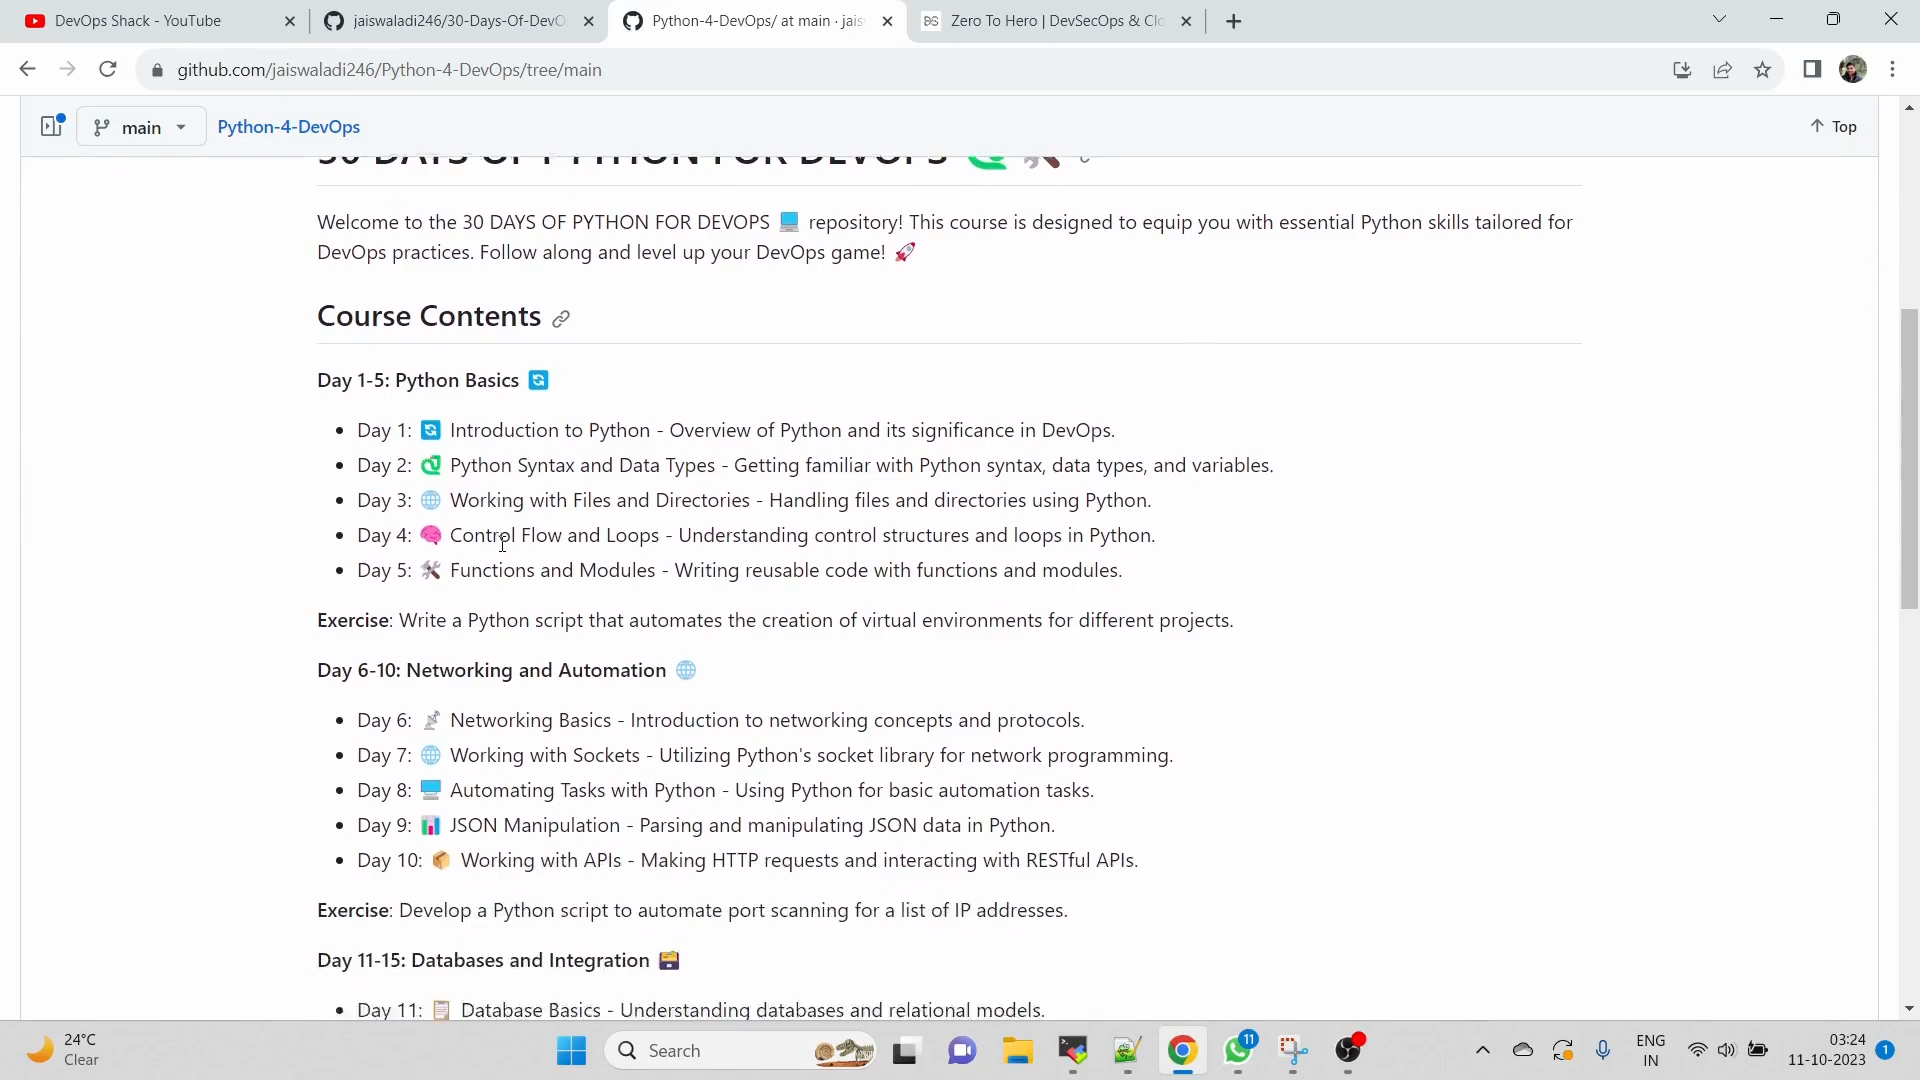 DevOps Shack - YouTube
jaiswaladi246/30-Days-Of-DevO
Python-4-DevOps/ at main · jais
Zero To Hero | DevSecOps & Clo
github.com/jaiswaladi246/Python-4-DevOps/tree/main
main
Python-4-DevOps
Top
30 DAYS OF PYTHON FOR DEVOPS
Welcome to the 30 DAYS OF PYTHON FOR DEVOPS 💻 repository! This course is designed to equip you with essential Python skills tailored for
DevOps practices. Follow along and level up your DevOps game! 🚀
Course Contents
Day 1-5: Python Basics 🔄
Day 1: 🔄 Introduction to Python - Overview of Python and its significance in DevOps.
Day 2: 🐍 Python Syntax and Data Types - Getting familiar with Python syntax, data types, and variables.
Day 3: 🌐 Working with Files and Directories - Handling files and directories using Python.
Day 4: 🧠 Control Flow and Loops - Understanding control structures and loops in Python.
Day 5: 🛠 Functions and Modules - Writing reusable code with functions and modules.
Exercise: Write a Python script that automates the creation of virtual environments for different projects.
Day 6-10: Networking and Automation 🌐
Day 6: 📡 Networking Basics - Introduction to networking concepts and protocols.
Day 7: 🌐 Working with Sockets - Utilizing Python's socket library for network programming.
Day 8: 🖥 Automating Tasks with Python - Using Python for basic automation tasks.
Day 9: 📊 JSON Manipulation - Parsing and manipulating JSON data in Python.
Day 10: 📦 Working with APIs - Making HTTP requests and interacting with RESTful APIs.
Exercise: Develop a Python script to automate port scanning for a list of IP addresses.
Day 11-15: Databases and Integration 🗃
Day 11: 📋 Database Basics - Understanding databases and relational models.
24°C
Clear
Search
11
ENG
IN
03:24
11-10-2023
1